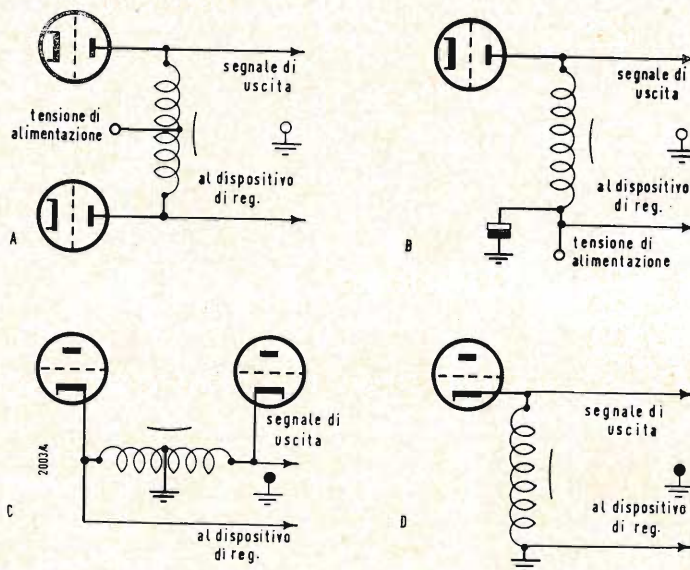 segnale di
uscita
tensione di
alimentazione
al dispositivo
di reg.
A
segnale di
uscita
al dispositivo
di reg.
tensione di
alimentazione
B
segnale di
uscita
2003A
al dispositivo
di reg.
C
segnale di
uscita
al dispositivo
di reg.
D